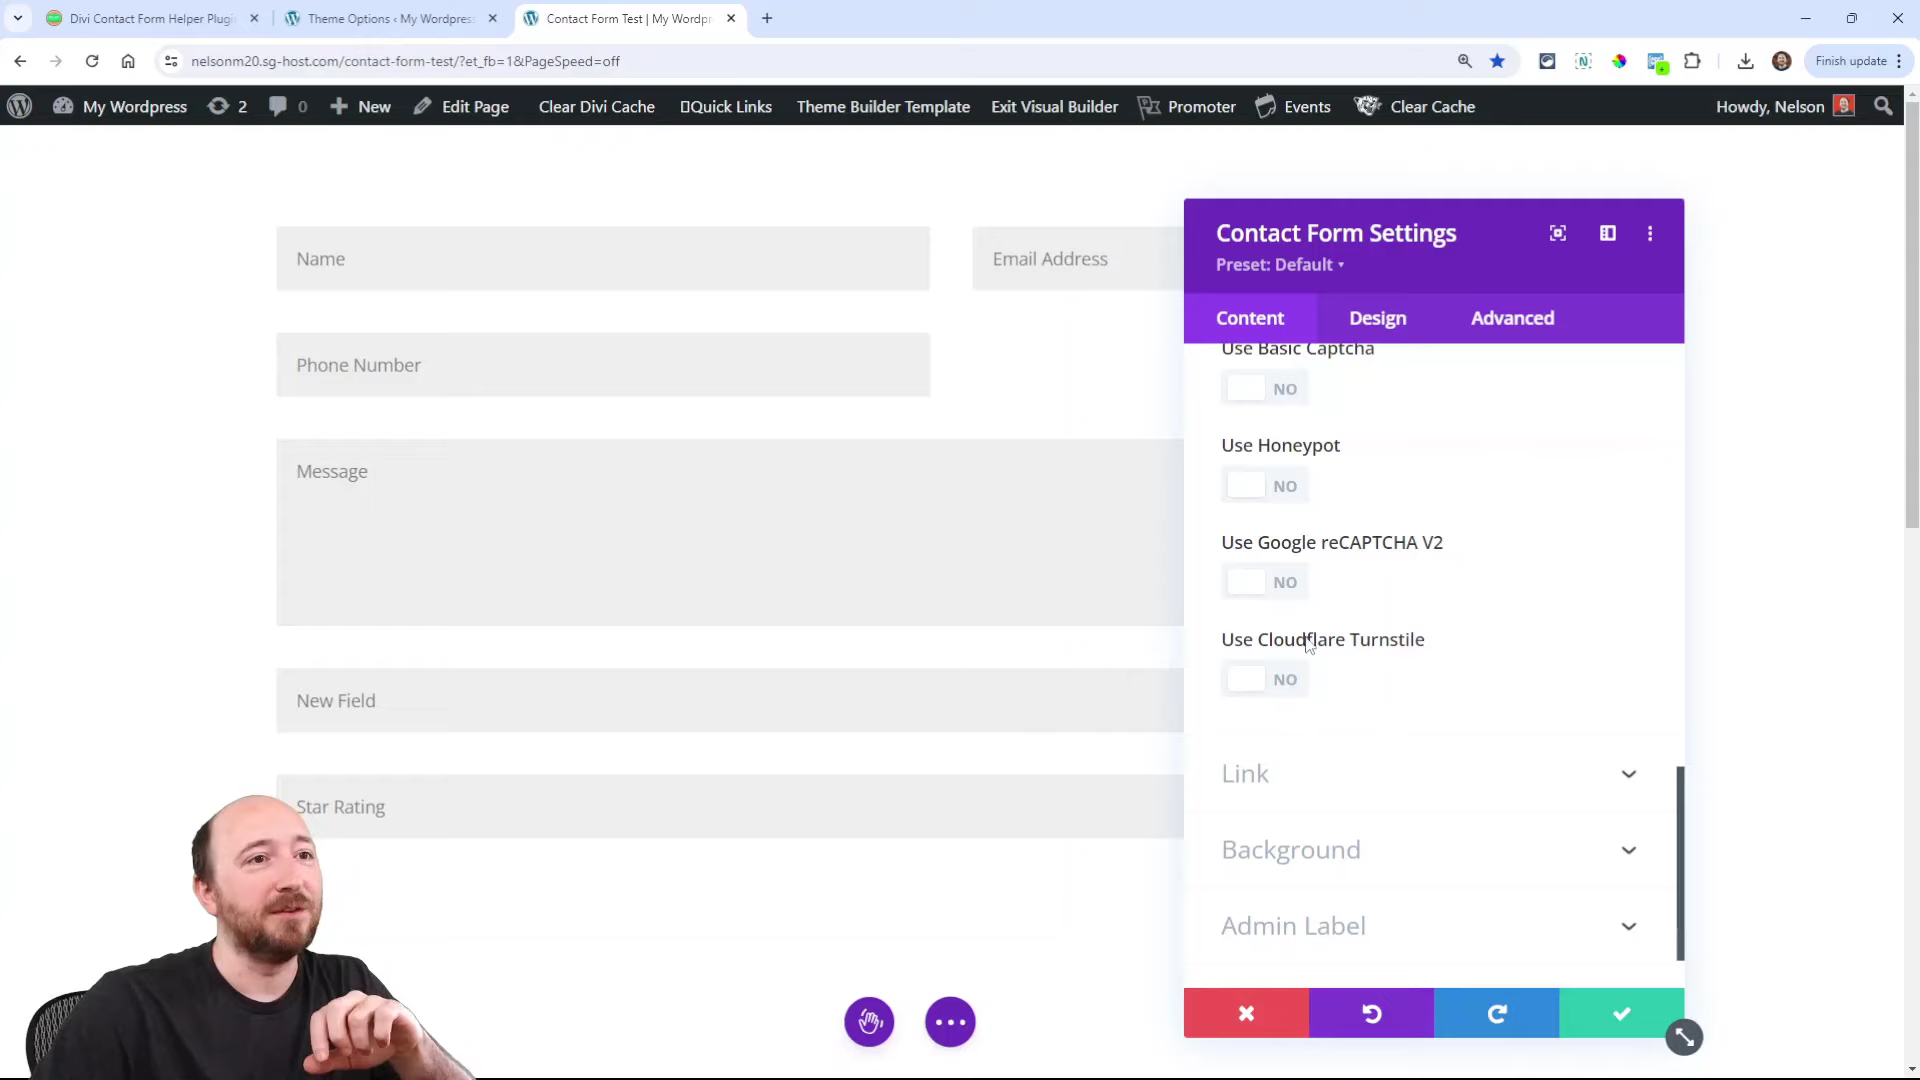 Divi Contact Form Helper Plugi
Theme Options ‹ My Wordpress
Contact Form Test | My Wordpr
nelsonm20.sg-host.com/contact-form-test/?et_fb=1&PageSpeed=off
Finish update
My Wordpress
2
0
New
Edit Page
Clear Divi Cache
Quick Links
Theme Builder Template
Exit Visual Builder
Promoter
Events
Clear Cache
Howdy, Nelson
Name
Email Address
Phone Number
Message
New Field
Star Rating
Contact Form Settings
Preset: Default
Content
Design
Advanced
Use Basic Captcha
NO
Use Honeypot
NO
Use Google reCAPTCHA V2
NO
Use Cloudflare Turnstile
NO
Link
Background
Admin Label